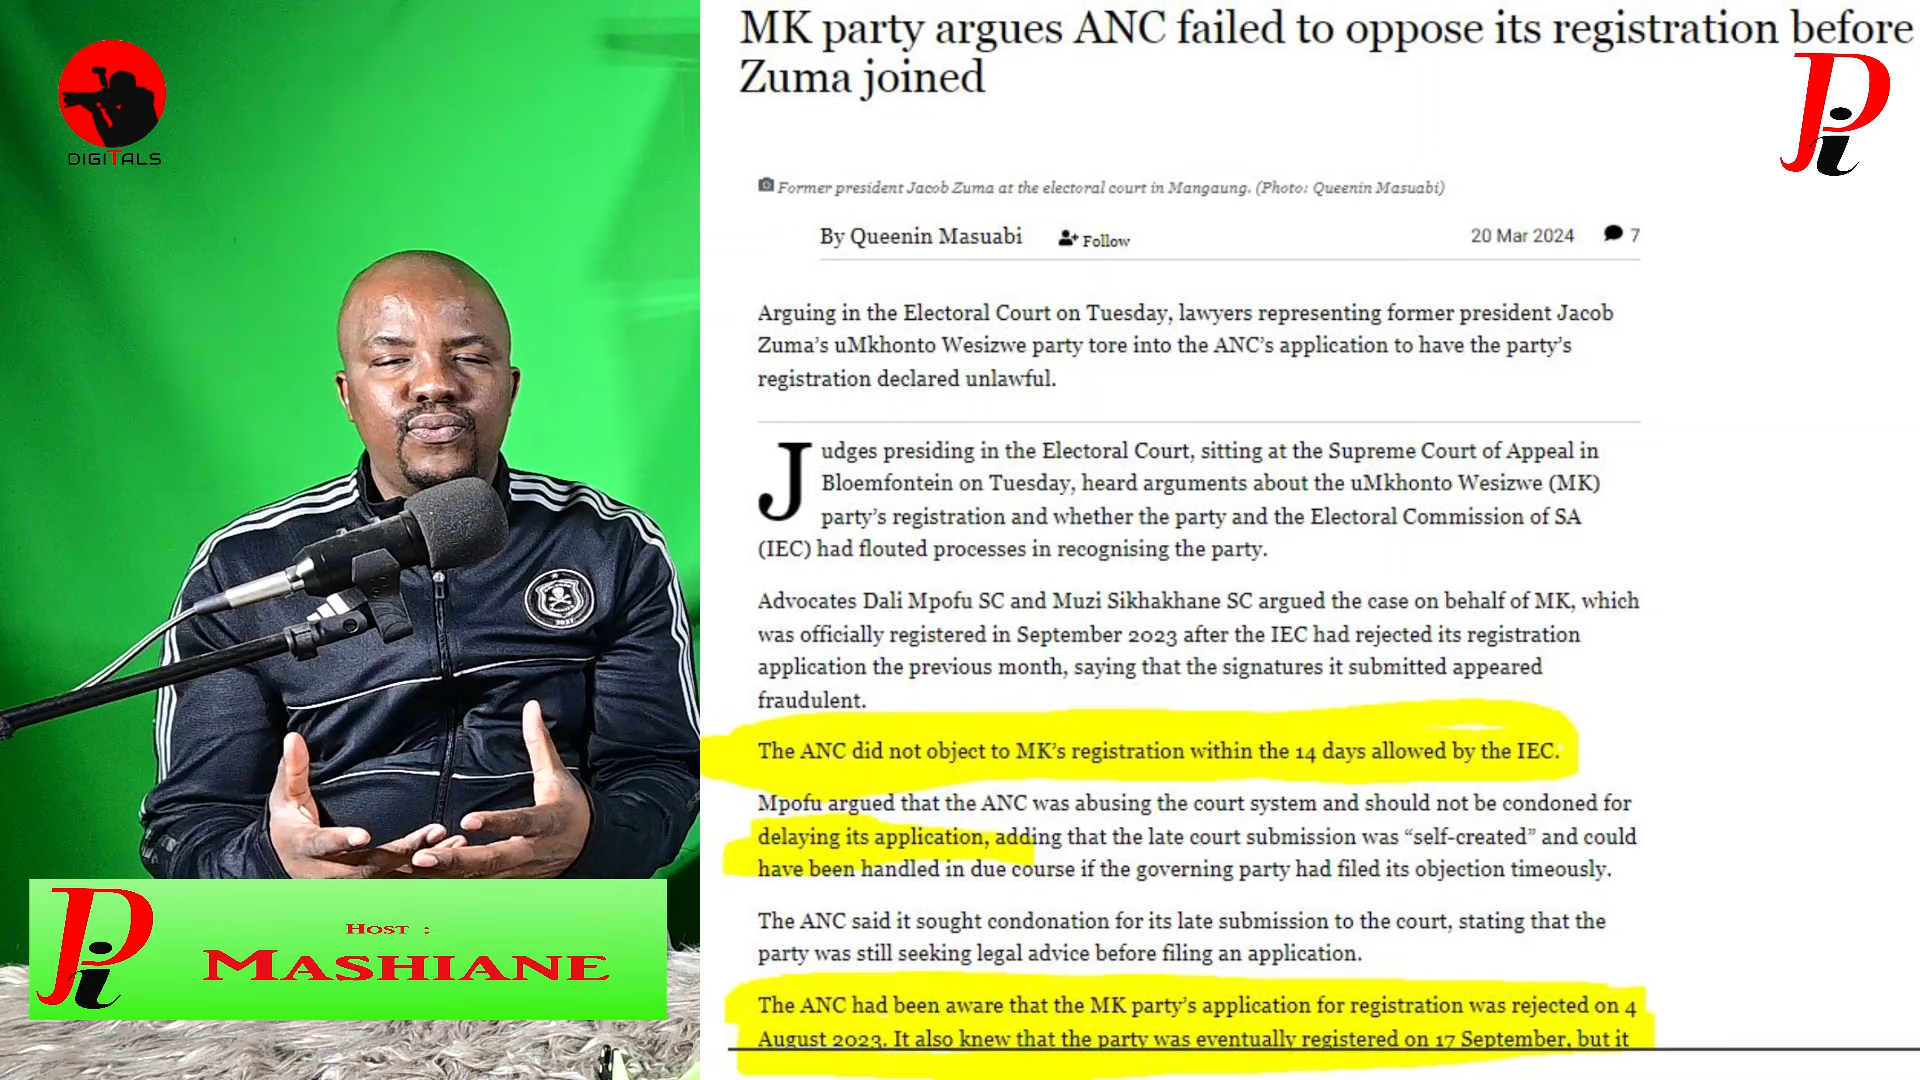 DIGITALS
Pi
Host :
Mashiane
MK party argues ANC failed to oppose its registration before
Zuma joined
Pi
Former president Jacob Zuma at the electoral court in Mangaung. (Photo: Queenin Masuabi)
By Queenin Masuabi Follow 20 Mar 2024 7
Arguing in the Electoral Court on Tuesday, lawyers representing former president Jacob
Zuma’s uMkhonto Wesizwe party tore into the ANC’s application to have the party’s
registration declared unlawful.
Judges presiding in the Electoral Court, sitting at the Supreme Court of Appeal in
Bloemfontein on Tuesday, heard arguments about the uMkhonto Wesizwe (MK)
party’s registration and whether the party and the Electoral Commission of SA
(IEC) had flouted processes in recognising the party.
Advocates Dali Mpofu SC and Muzi Sikhakhane SC argued the case on behalf of MK, which
was officially registered in September 2023 after the IEC had rejected its registration
application the previous month, saying that the signatures it submitted appeared
fraudulent.
The ANC did not object to MK’s registration within the 14 days allowed by the IEC.
Mpofu argued that the ANC was abusing the court system and should not be condoned for
delaying its application, adding that the late court submission was “self-created” and could
have been handled in due course if the governing party had filed its objection timeously.
The ANC said it sought condonation for its late submission to the court, stating that the
party was still seeking legal advice before filing an application.
The ANC had been aware that the MK party’s application for registration was rejected on 4
August 2023. It also knew that the party was eventually registered on 17 September, but it